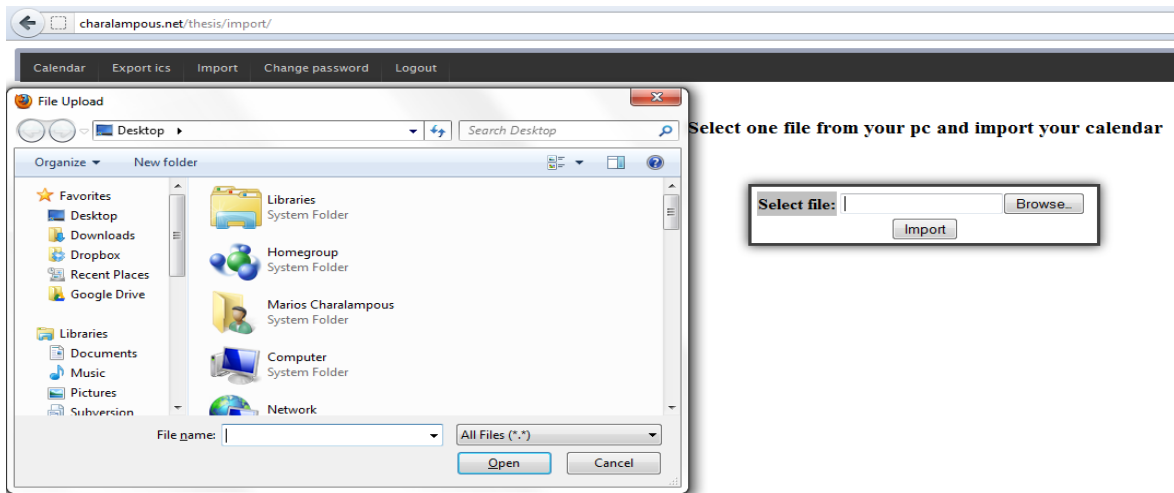 charalampous.net/thesis/import/
Calendar Export ics Import Change password Logout
File Upload
Desktop Search Desktop
Organize New folder
Favorites
Desktop
Downloads
Dropbox
Recent Places
Google Drive
Libraries
Documents
Music
Pictures
Subversion
Libraries
System Folder
Homegroup
System Folder
Marios Charalampous
System Folder
Computer
System Folder
Network
File name: All Files (*.*)
Open Cancel
Select one file from your pc and import your calendar
Select file: Browse...
Import